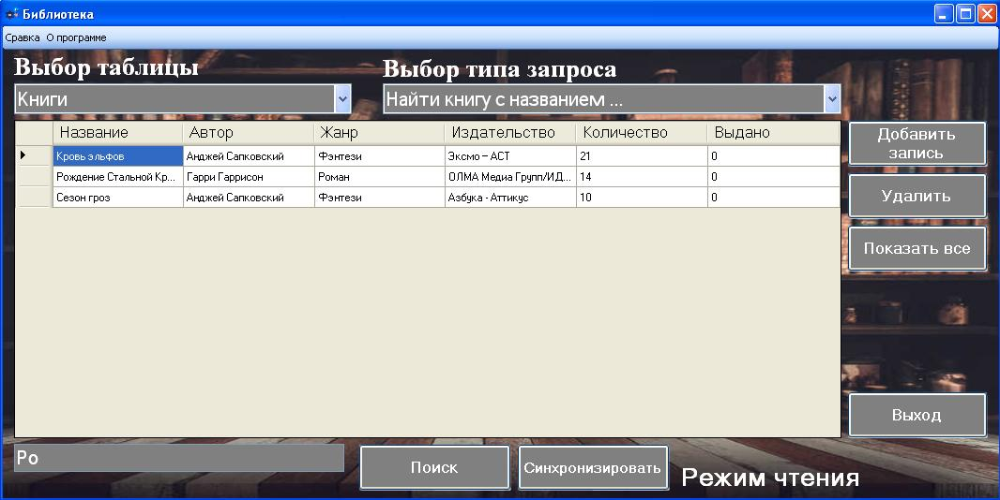 Библиотека
Сравка О программе
Выбор таблицы
Выбор типа запроса
Книги
Найти книгу с названием ...
Название Автор Жанр Издательство Количество Выдано
Кровь эльфов Анджей Сапковский Фэнтези Эксмо – АСТ 21 0
Рождение Стальной Кр... Гарри Гаррисон Роман ОЛМА Медиа Групп/ИД... 14 0
Сезон гроз Анджей Сапковский Фэнтези Азбука - Аттикус 10 0
Добавить
запись
Удалить
Показать все
Выход
Ро
Поиск
Синхронизировать
Режим чтения